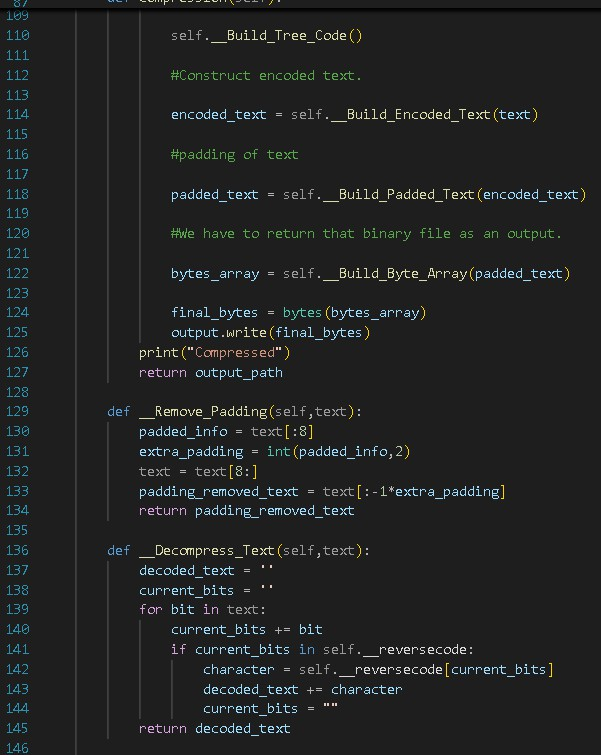 87 def Compression(self):
109
110 self.__Build_Tree_Code()
111
112 #Construct encoded text.
113
114 encoded_text = self.__Build_Encoded_Text(text)
115
116 #padding of text
117
118 padded_text = self.__Build_Padded_Text(encoded_text)
119
120 #We have to return that binary file as an output.
121
122 bytes_array = self.__Build_Byte_Array(padded_text)
123
124 final_bytes = bytes(bytes_array)
125 output.write(final_bytes)
126 print("Compressed")
127 return output_path
128
129 def __Remove_Padding(self,text):
130 padded_info = text[:8]
131 extra_padding = int(padded_info,2)
132 text = text[8:]
133 padding_removed_text = text[:-1*extra_padding]
134 return padding_removed_text
135
136 def __Decompress_Text(self,text):
137 decoded_text = ''
138 current_bits = ''
139 for bit in text:
140 current_bits += bit
141 if current_bits in self.__reversecode:
142 character = self.__reversecode[current_bits]
143 decoded_text += character
144 current_bits = ""
145 return decoded_text
146